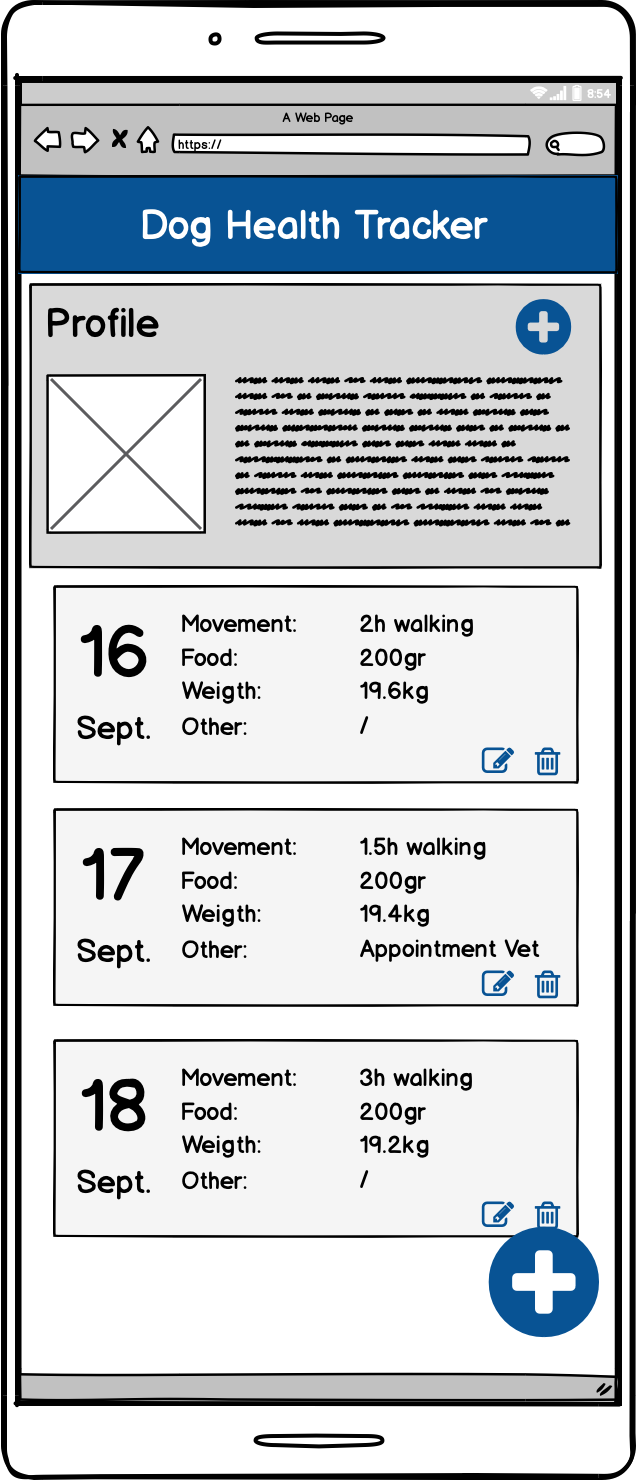 8:54
A Web Page
https://
Dog Health Tracker
Profile
16
Sept.
Movement: 2h walking
Food: 200gr
Weigth: 19.6kg
Other: /
17
Sept.
Movement: 1.5h walking
Food: 200gr
Weigth: 19.4kg
Other: Appointment Vet
18
Sept.
Movement: 3h walking
Food: 200gr
Weigth: 19.2kg
Other: /